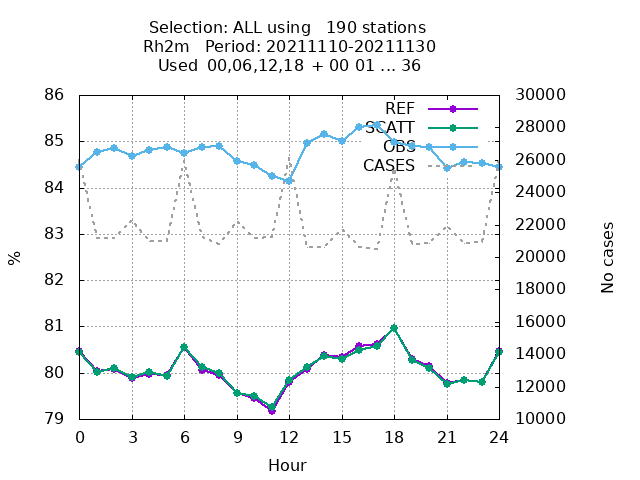 Selection: ALL using   190 stations
Rh2m   Period: 20211110-20211130
Used  00,06,12,18  + 00 01 ... 36
REF
SCATT
OBS
CASES
86
85
84
83
82
81
80
79
%
30000
28000
26000
24000
22000
20000
18000
16000
14000
12000
10000
No cases
0 3 6 9 12 15 18 21 24
Hour